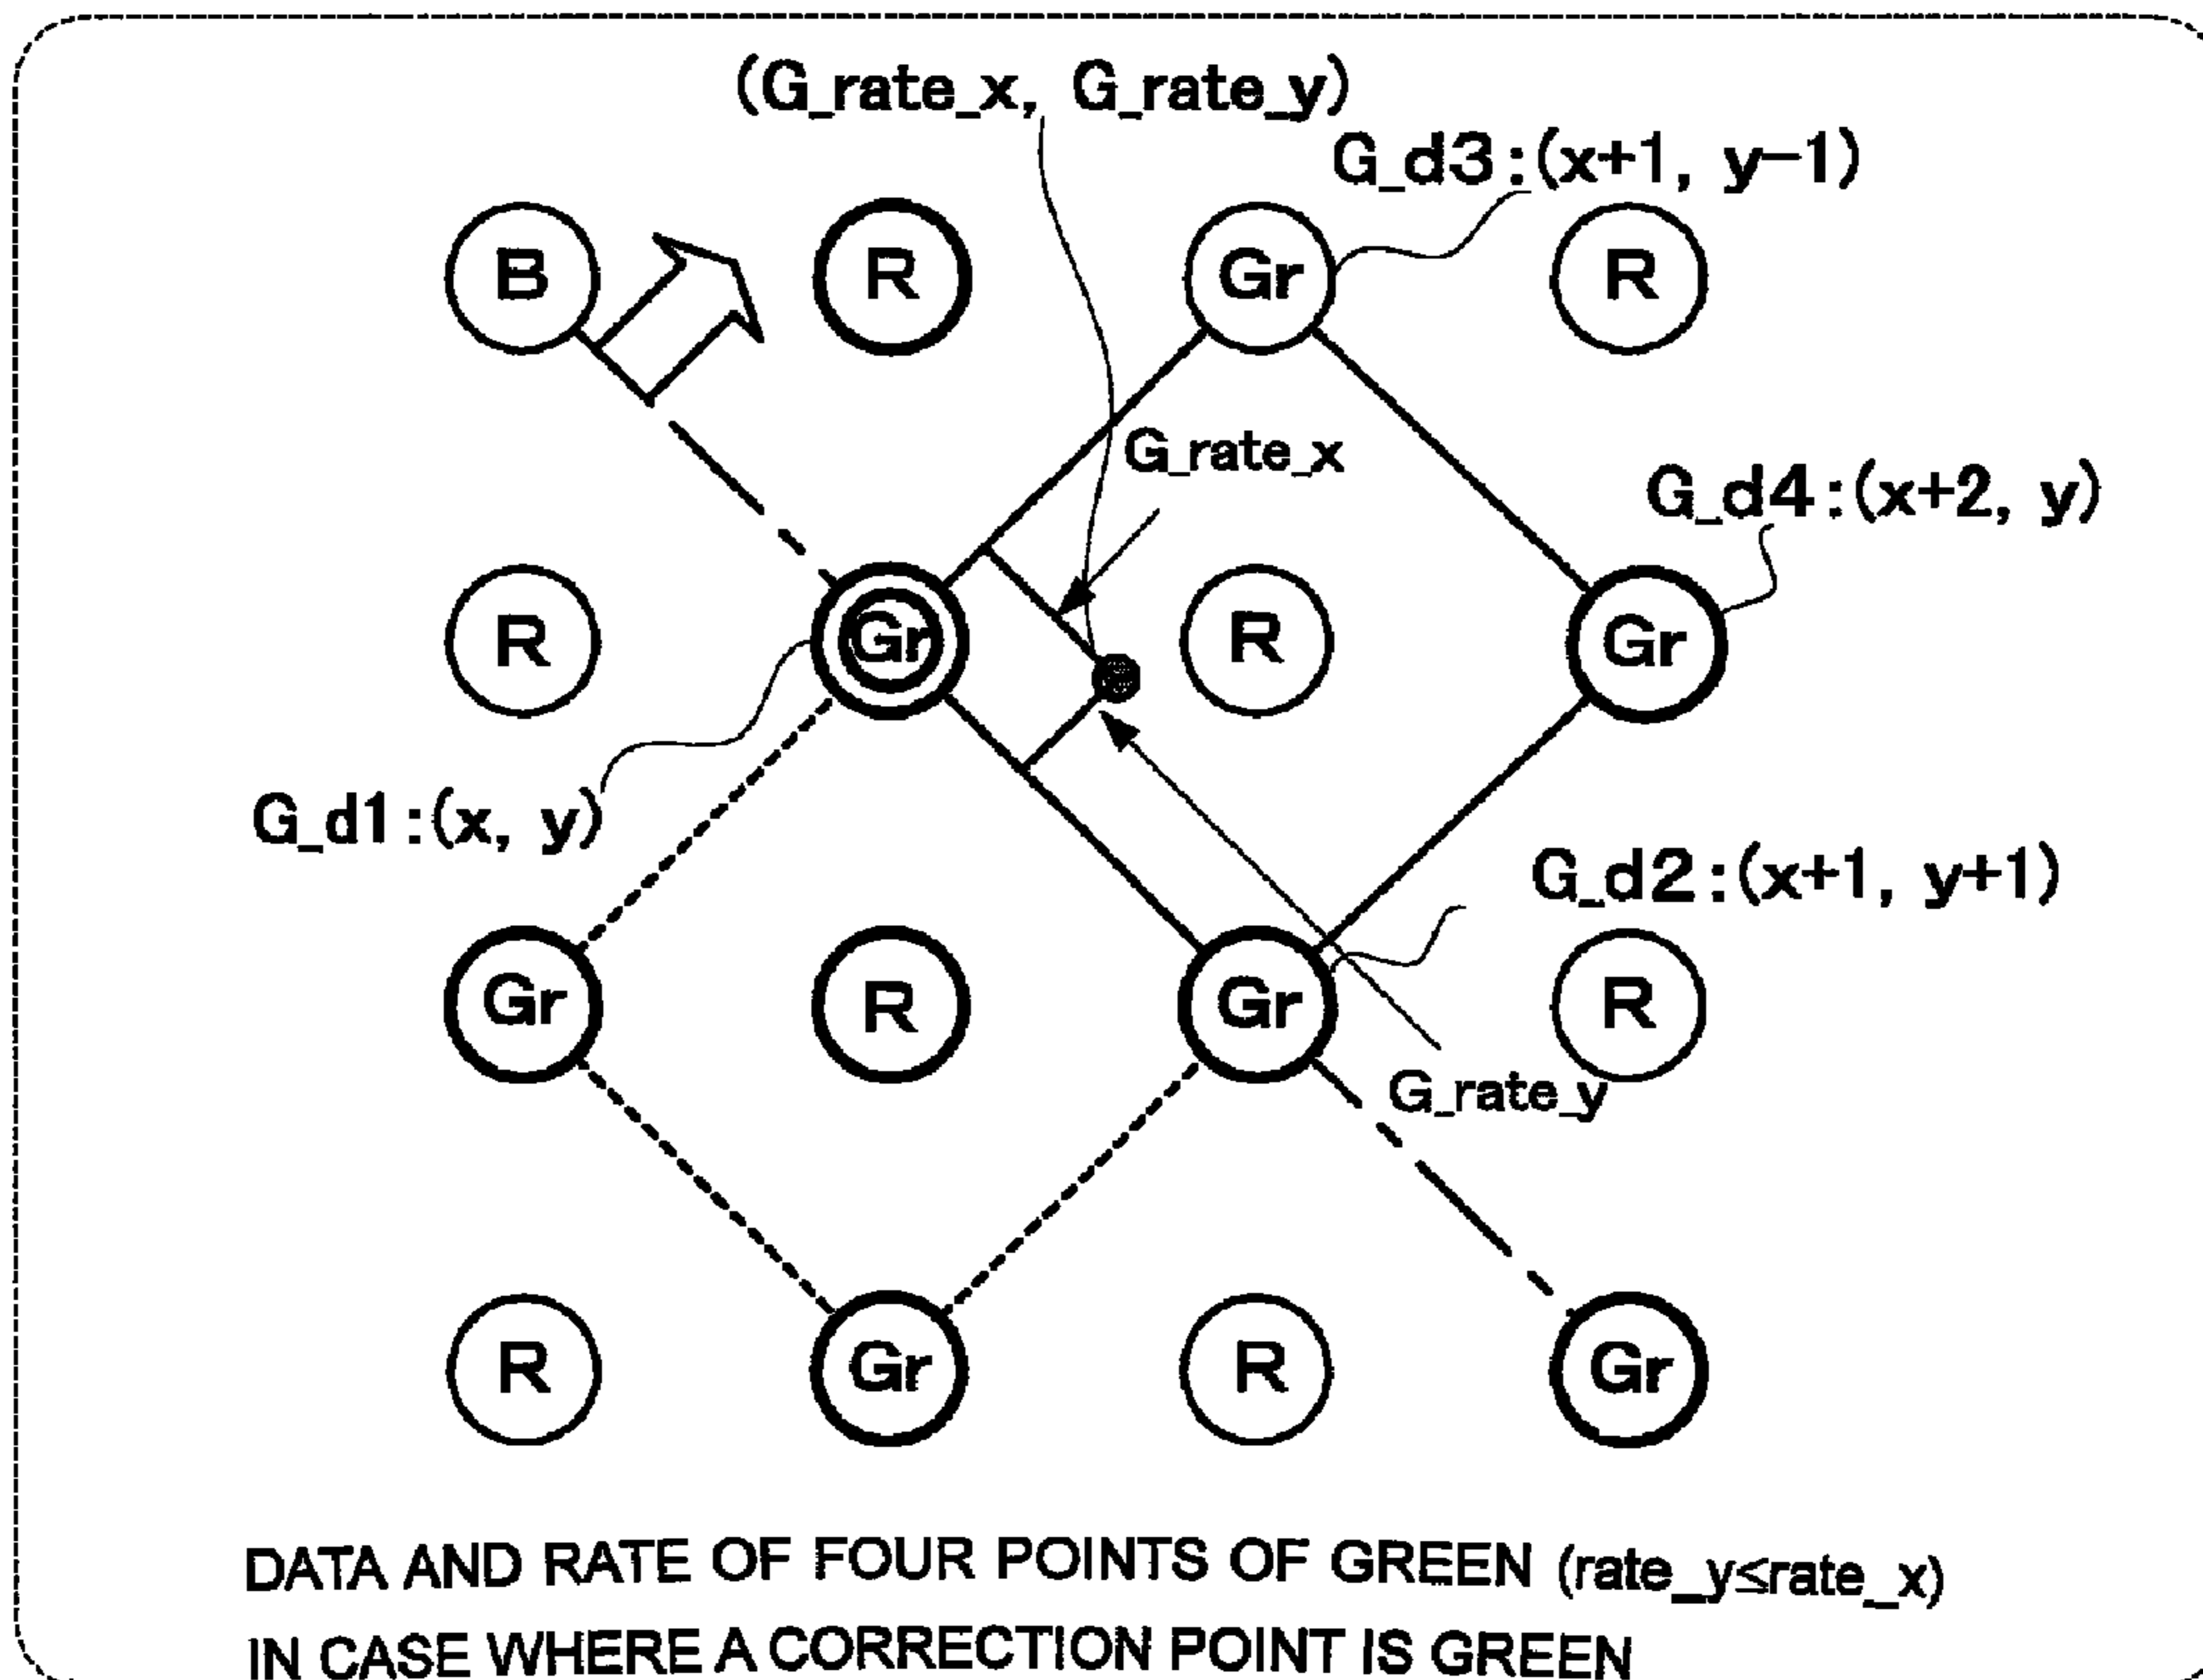 (G_rate_x, G_rate_y)
G_d3:(x+1, y−1)
B R Gr R
G_rate_x
G_d4:(x+2, y)
R Gr R Gr
G_d1:(x, y)
G_d2:(x+1, y+1)
Gr R Gr R
G_rate_y
R Gr R Gr
DATA AND RATE OF FOUR POINTS OF GREEN (rate_y≤rate_x)
IN CASE WHERE A CORRECTION POINT IS GREEN